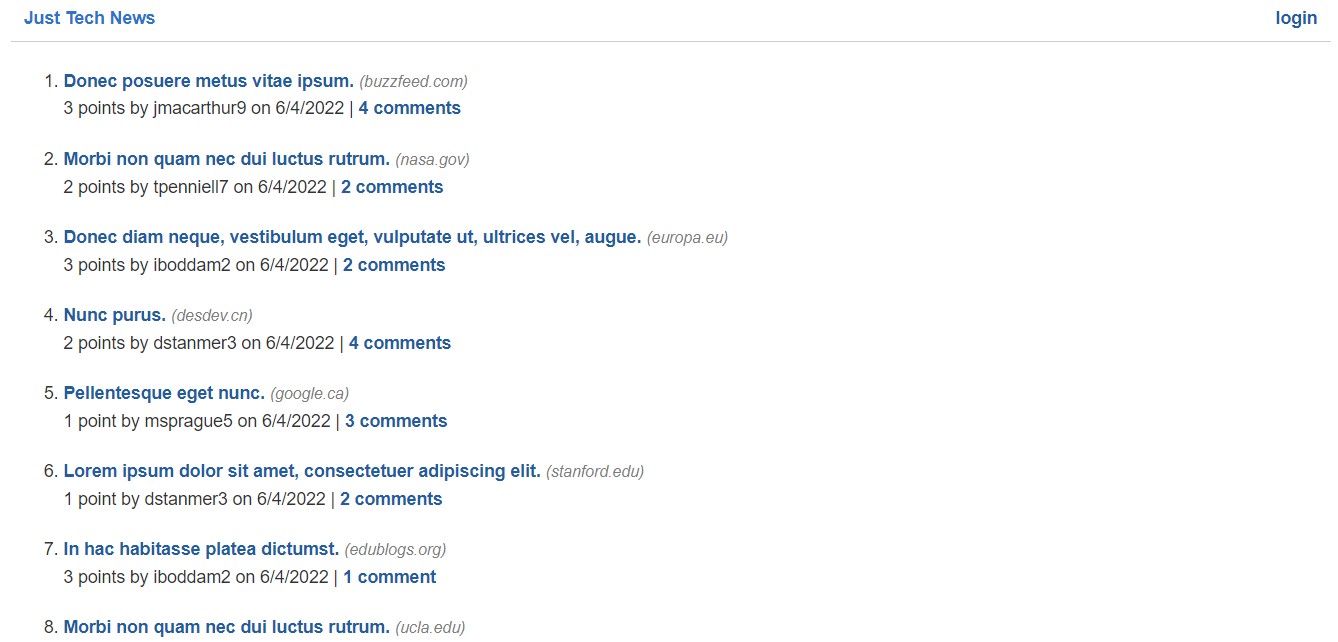 Just Tech News
login
1. Donec posuere metus vitae ipsum. (buzzfeed.com)
3 points by jmacarthur9 on 6/4/2022 | 4 comments
2. Morbi non quam nec dui luctus rutrum. (nasa.gov)
2 points by tpenniell7 on 6/4/2022 | 2 comments
3. Donec diam neque, vestibulum eget, vulputate ut, ultrices vel, augue. (europa.eu)
3 points by iboddam2 on 6/4/2022 | 2 comments
4. Nunc purus. (desdev.cn)
2 points by dstanmer3 on 6/4/2022 | 4 comments
5. Pellentesque eget nunc. (google.ca)
1 point by msprague5 on 6/4/2022 | 3 comments
6. Lorem ipsum dolor sit amet, consectetuer adipiscing elit. (stanford.edu)
1 point by dstanmer3 on 6/4/2022 | 2 comments
7. In hac habitasse platea dictumst. (edublogs.org)
3 points by iboddam2 on 6/4/2022 | 1 comment
8. Morbi non quam nec dui luctus rutrum. (ucla.edu)